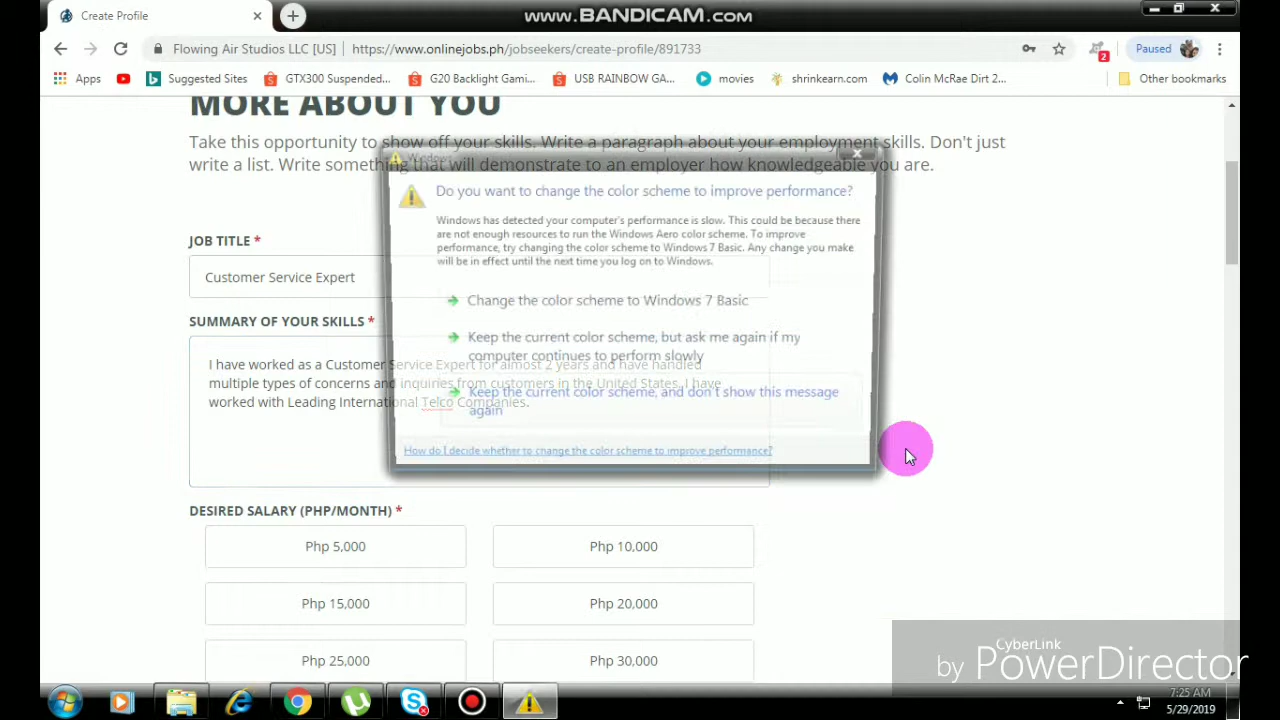 Create Profile
www.BANDICAM.com
Flowing Air Studios LLC [US]
https://www.onlinejobs.ph/jobseekers/create-profile/891733
2
Paused
Apps
Suggested Sites
GTX300 Suspended...
G20 Backlight Gami...
USB RAINBOW GA...
movies
shrinkearn.com
Colin McRae Dirt 2...
Other bookmarks
MORE ABOUT YOU
Take this opportunity to show off your skills. Write a paragraph about your employment skills. Don't just
write a list. Write something that will demonstrate to an employer how knowledgeable you are.
Windows
Do you want to change the color scheme to improve performance?
Windows has detected your computer's performance is slow. This could be because there
are not enough resources to run the Windows Aero color scheme. To improve
performance, try changing the color scheme to Windows 7 Basic. Any change you make
will be in effect until the next time you log on to Windows.
Change the color scheme to Windows 7 Basic
Keep the current color scheme, but ask me again if my
computer continues to perform slowly
Keep the current color scheme, and don't show this message
again
How do I decide whether to change the color scheme to improve performance?
JOB TITLE *
Customer Service Expert
SUMMARY OF YOUR SKILLS *
I have worked as a Customer Service Expert for almost 2 years and have handled
multiple types of concerns and inquiries from customers in the United States. I have
worked with Leading International Telco Companies.
DESIRED SALARY (PHP/MONTH) *
Php 5,000
Php 10,000
Php 15,000
Php 20,000
Php 25,000
Php 30,000
CyberLink
by PowerDirector
7:25 AM
5/29/2019